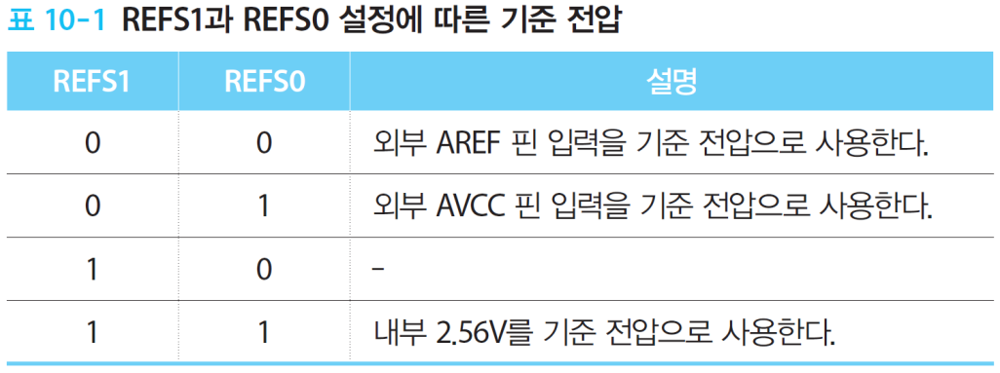 표 10-1 REFS1과 REFS0 설정에 따른 기준 전압
REFS1 REFS0 설명
0 0 외부 AREF 핀 입력을 기준 전압으로 사용한다.
0 1 외부 AVCC 핀 입력을 기준 전압으로 사용한다.
1 0 –
1 1 내부 2.56V를 기준 전압으로 사용한다.